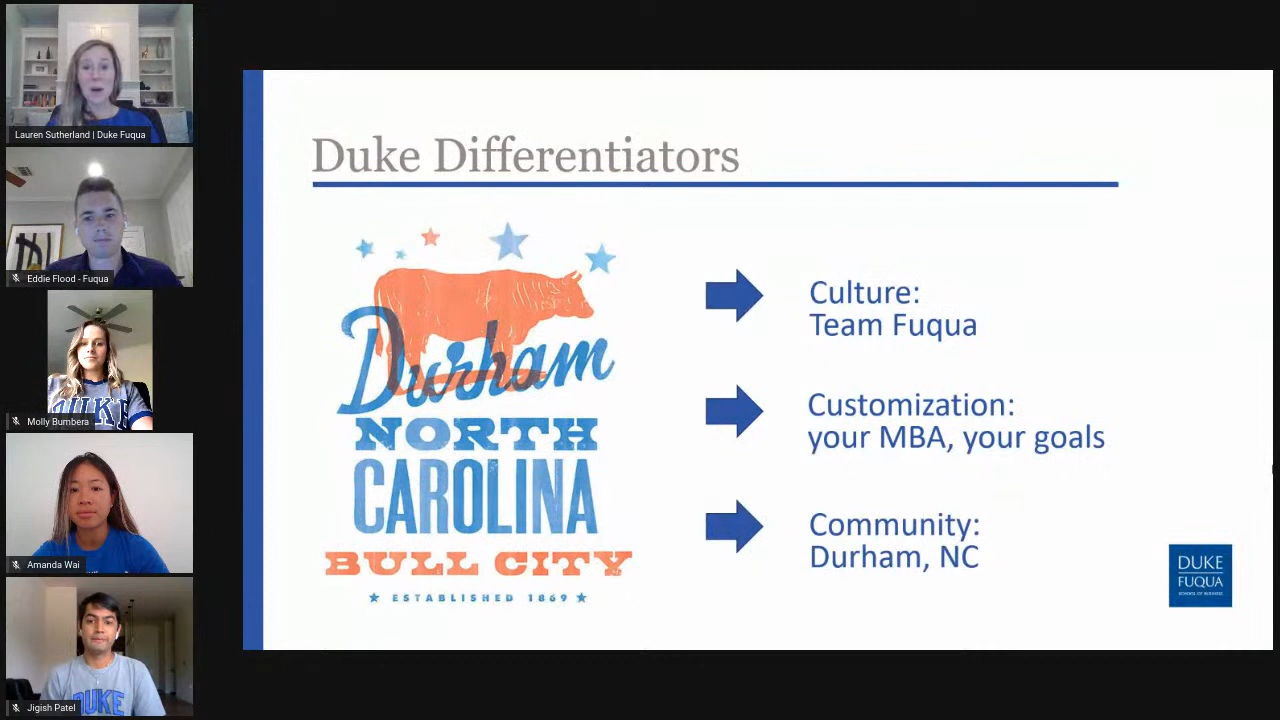 Lauren Sutherland | Duke Fuqua
Eddie Flood - Fuqua
DUKE
Molly Bumbera
Amanda Wai
DUKE
Jigish Patel
Duke Differentiators
Durham
NORTH
CAROLINA
BULL CITY
ESTABLISHED 1869
Culture:
Team Fuqua
Customization:
your MBA, your goals
Community:
Durham, NC
DUKE
FUQUA
SCHOOL OF BUSINESS